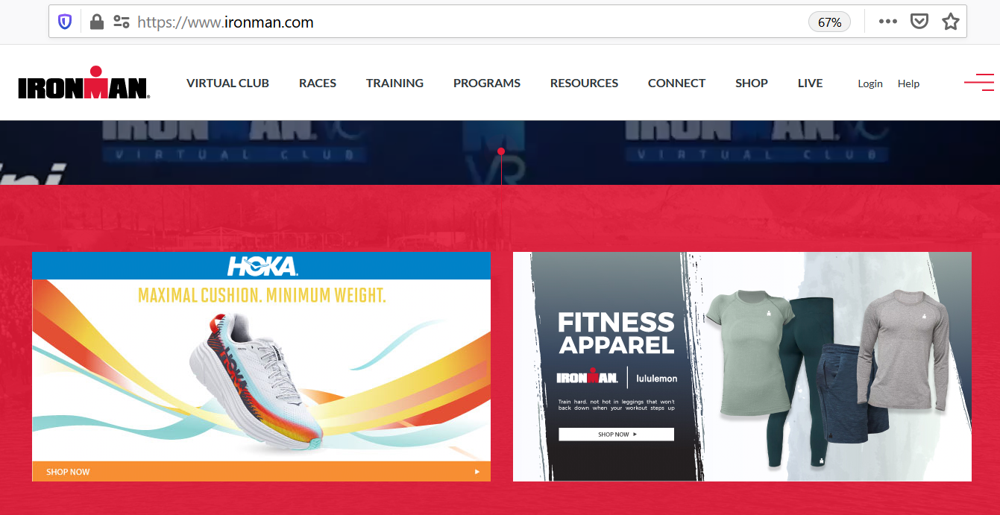 https://www.ironman.com
67%
IRONMAN®
VIRTUAL CLUB RACES TRAINING PROGRAMS RESOURCES CONNECT SHOP LIVE Login Help
IRONMAN. VC IRONMAN. VC
VIRTUAL CLUB VIRTUAL CLUB
VR
HOKA
MAXIMAL CUSHION. MINIMUM WEIGHT.
HOKA
SHOP NOW
FITNESS
APPAREL
IRONMAN. lululemon
Train hard, not hot in leggings that won't
back down when your workout steps up
SHOP NOW